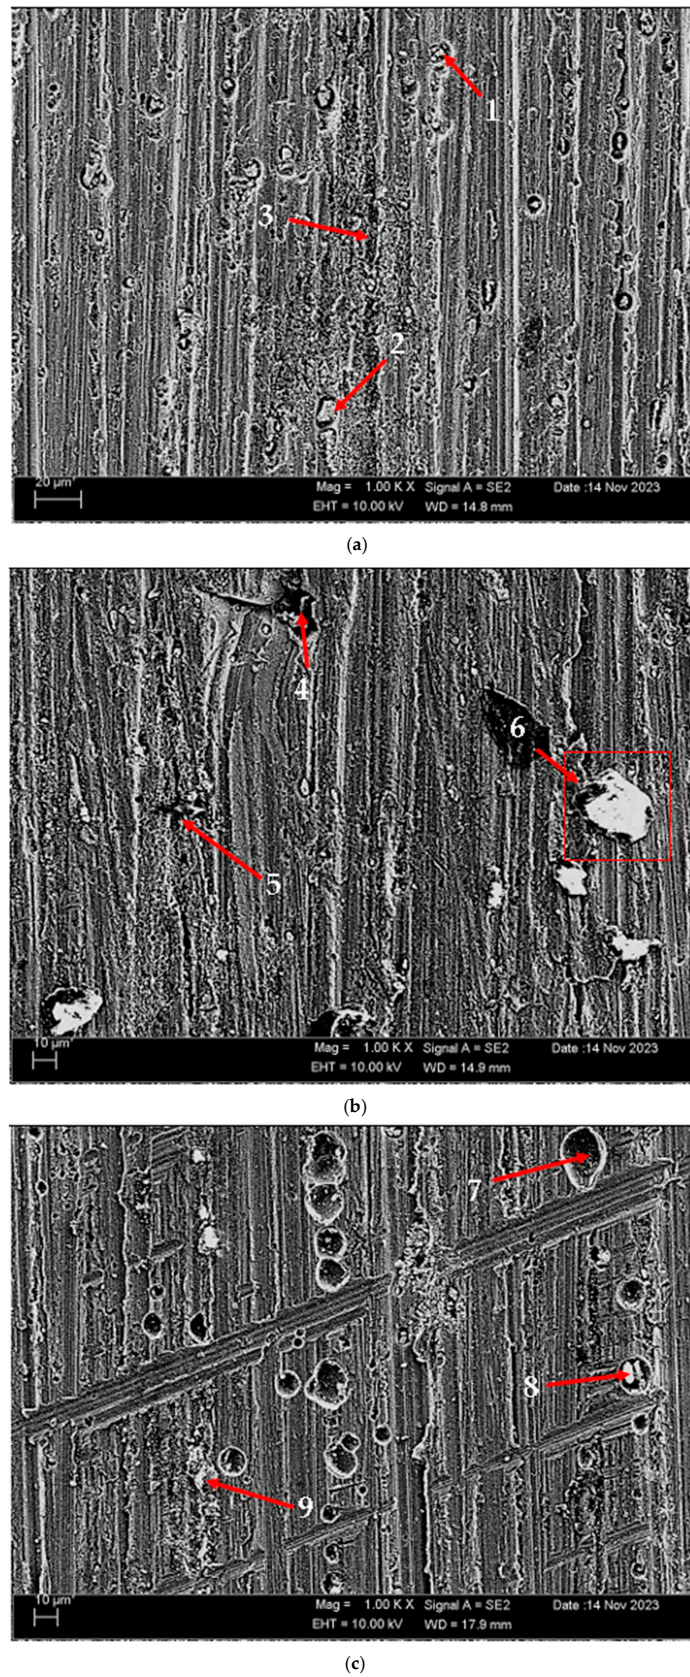 1
3
2
20 µm
Mag = 1.00 K X Signal A = SE2 Date :14 Nov 2023
EHT = 10.00 kV WD = 14.8 mm
(a)
4
6
5
10 µm
Mag = 1.00 K X Signal A = SE2 Date :14 Nov 2023
EHT = 10.00 kV WD = 14.9 mm
(b)
7
8
9
10 µm
Mag = 1.00 K X Signal A = SE2 Date :14 Nov 2023
EHT = 10.00 kV WD = 17.9 mm
(c)